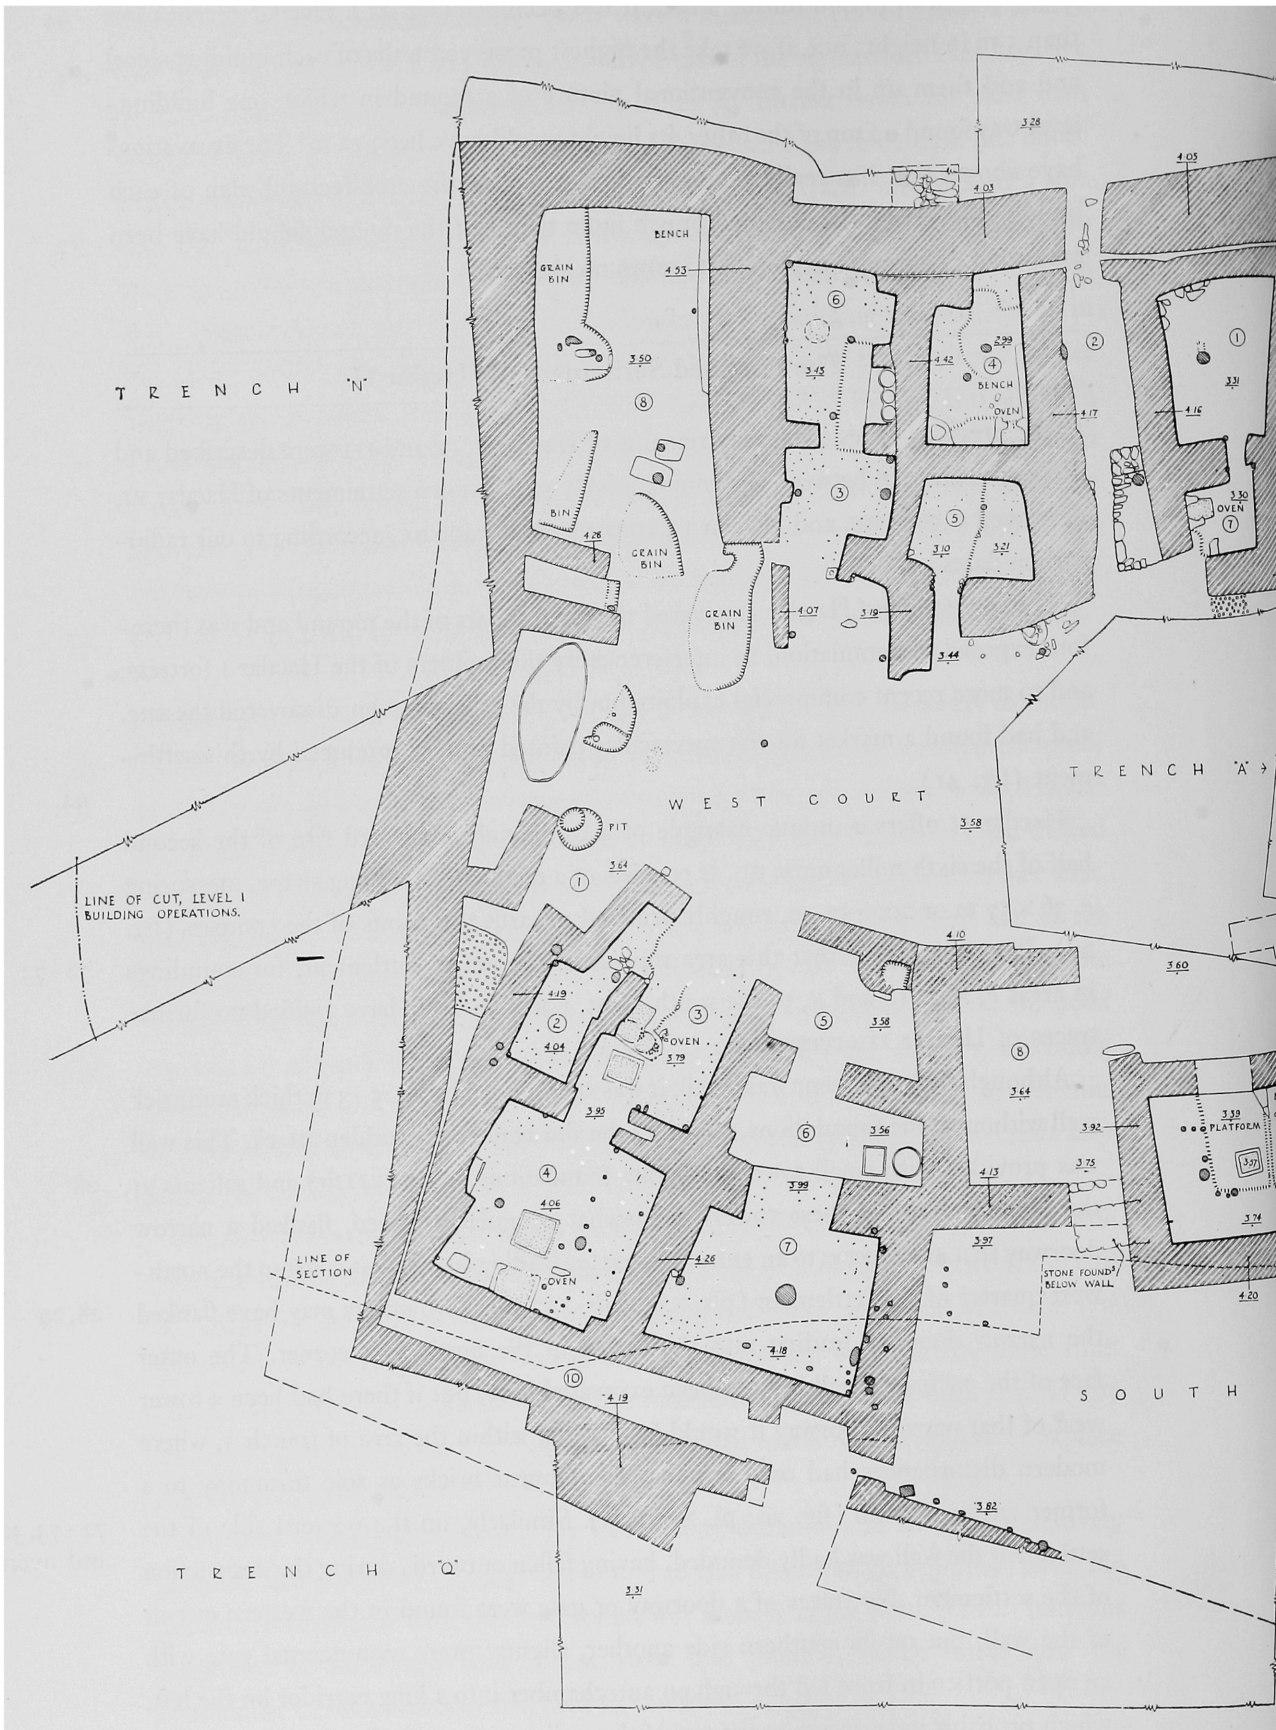 3.28
4.05
4.03
BENCH
GRAIN
BIN
4.53
6
2.99
2
1
3.50
3.43
4.42
4
BENCH
3.31
TRENCH "N"
8
OVEN
4.17
4.16
3
3.30
OVEN
7
BIN
5
4.28
GRAIN
BIN
3.10
3.21
GRAIN
BIN
4.07
3.19
3.44
TRENCH "A"
WEST COURT
PIT
3.58
3.64
1
LINE OF CUT, LEVEL I
BUILDING OPERATIONS.
4.10
3.60
4.19
2
4.04
3
OVEN
3.79
5
3.58
8
3.64
3.95
6
3.56
3.92
3.39
PLATFORM
3.57
4
4.06
3.99
4.13
3.75
3.74
7
3.97
LINE OF
SECTION
4.26
STONE FOUND
BELOW WALL
OVEN
4.20
4.18
10
4.19
SOUTH
3.82
TRENCH "Q"
3.31